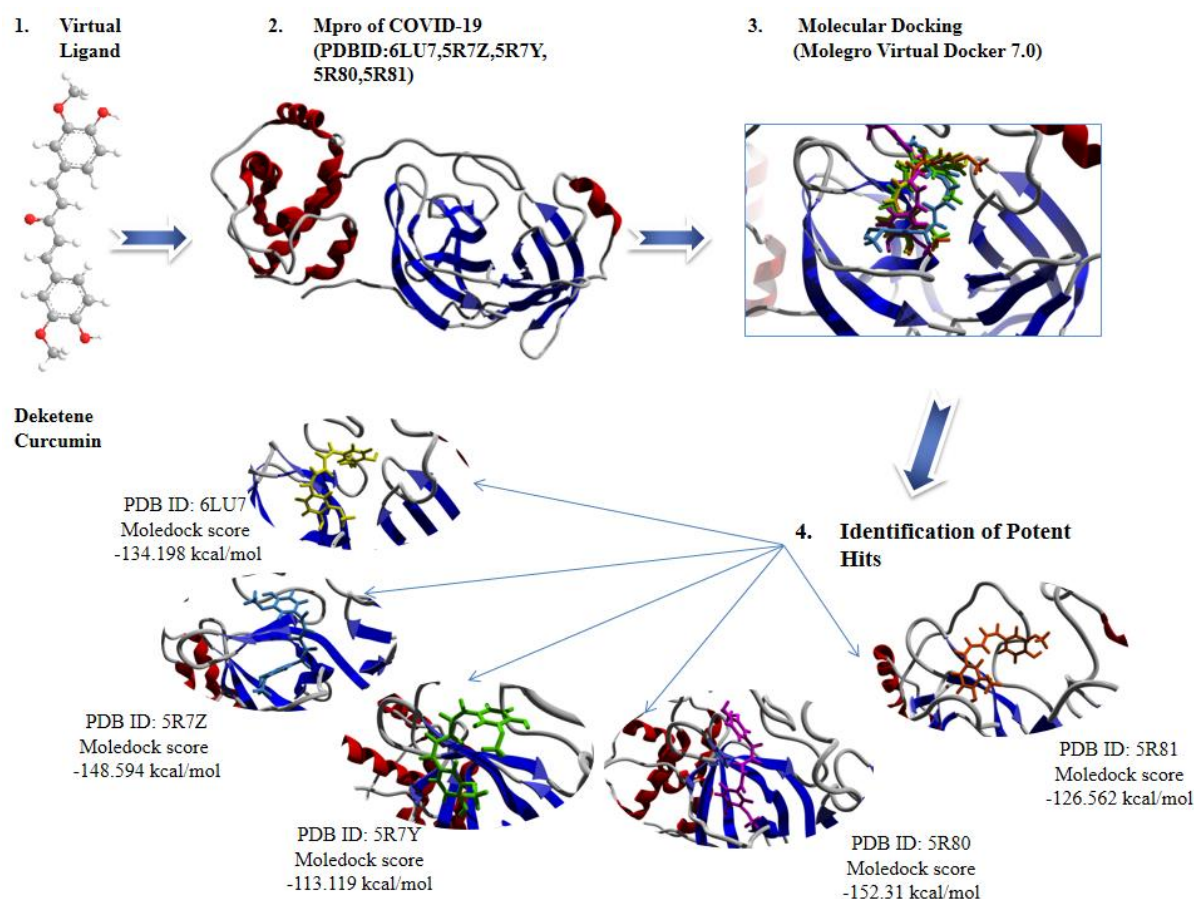 1. Virtual
Ligand
2. Mpro of COVID-19
(PDBID:6LU7,5R7Z,5R7Y,
5R80,5R81)
3. Molecular Docking
(Molegro Virtual Docker 7.0)
Deketene
Curcumin
4. Identification of Potent
Hits
PDB ID: 6LU7
Moledock score
-134.198 kcal/mol
PDB ID: 5R7Z
Moledock score
-148.594 kcal/mol
PDB ID: 5R7Y
Moledock score
-113.119 kcal/mol
PDB ID: 5R80
Moledock score
-152.31 kcal/mol
PDB ID: 5R81
Moledock score
-126.562 kcal/mol